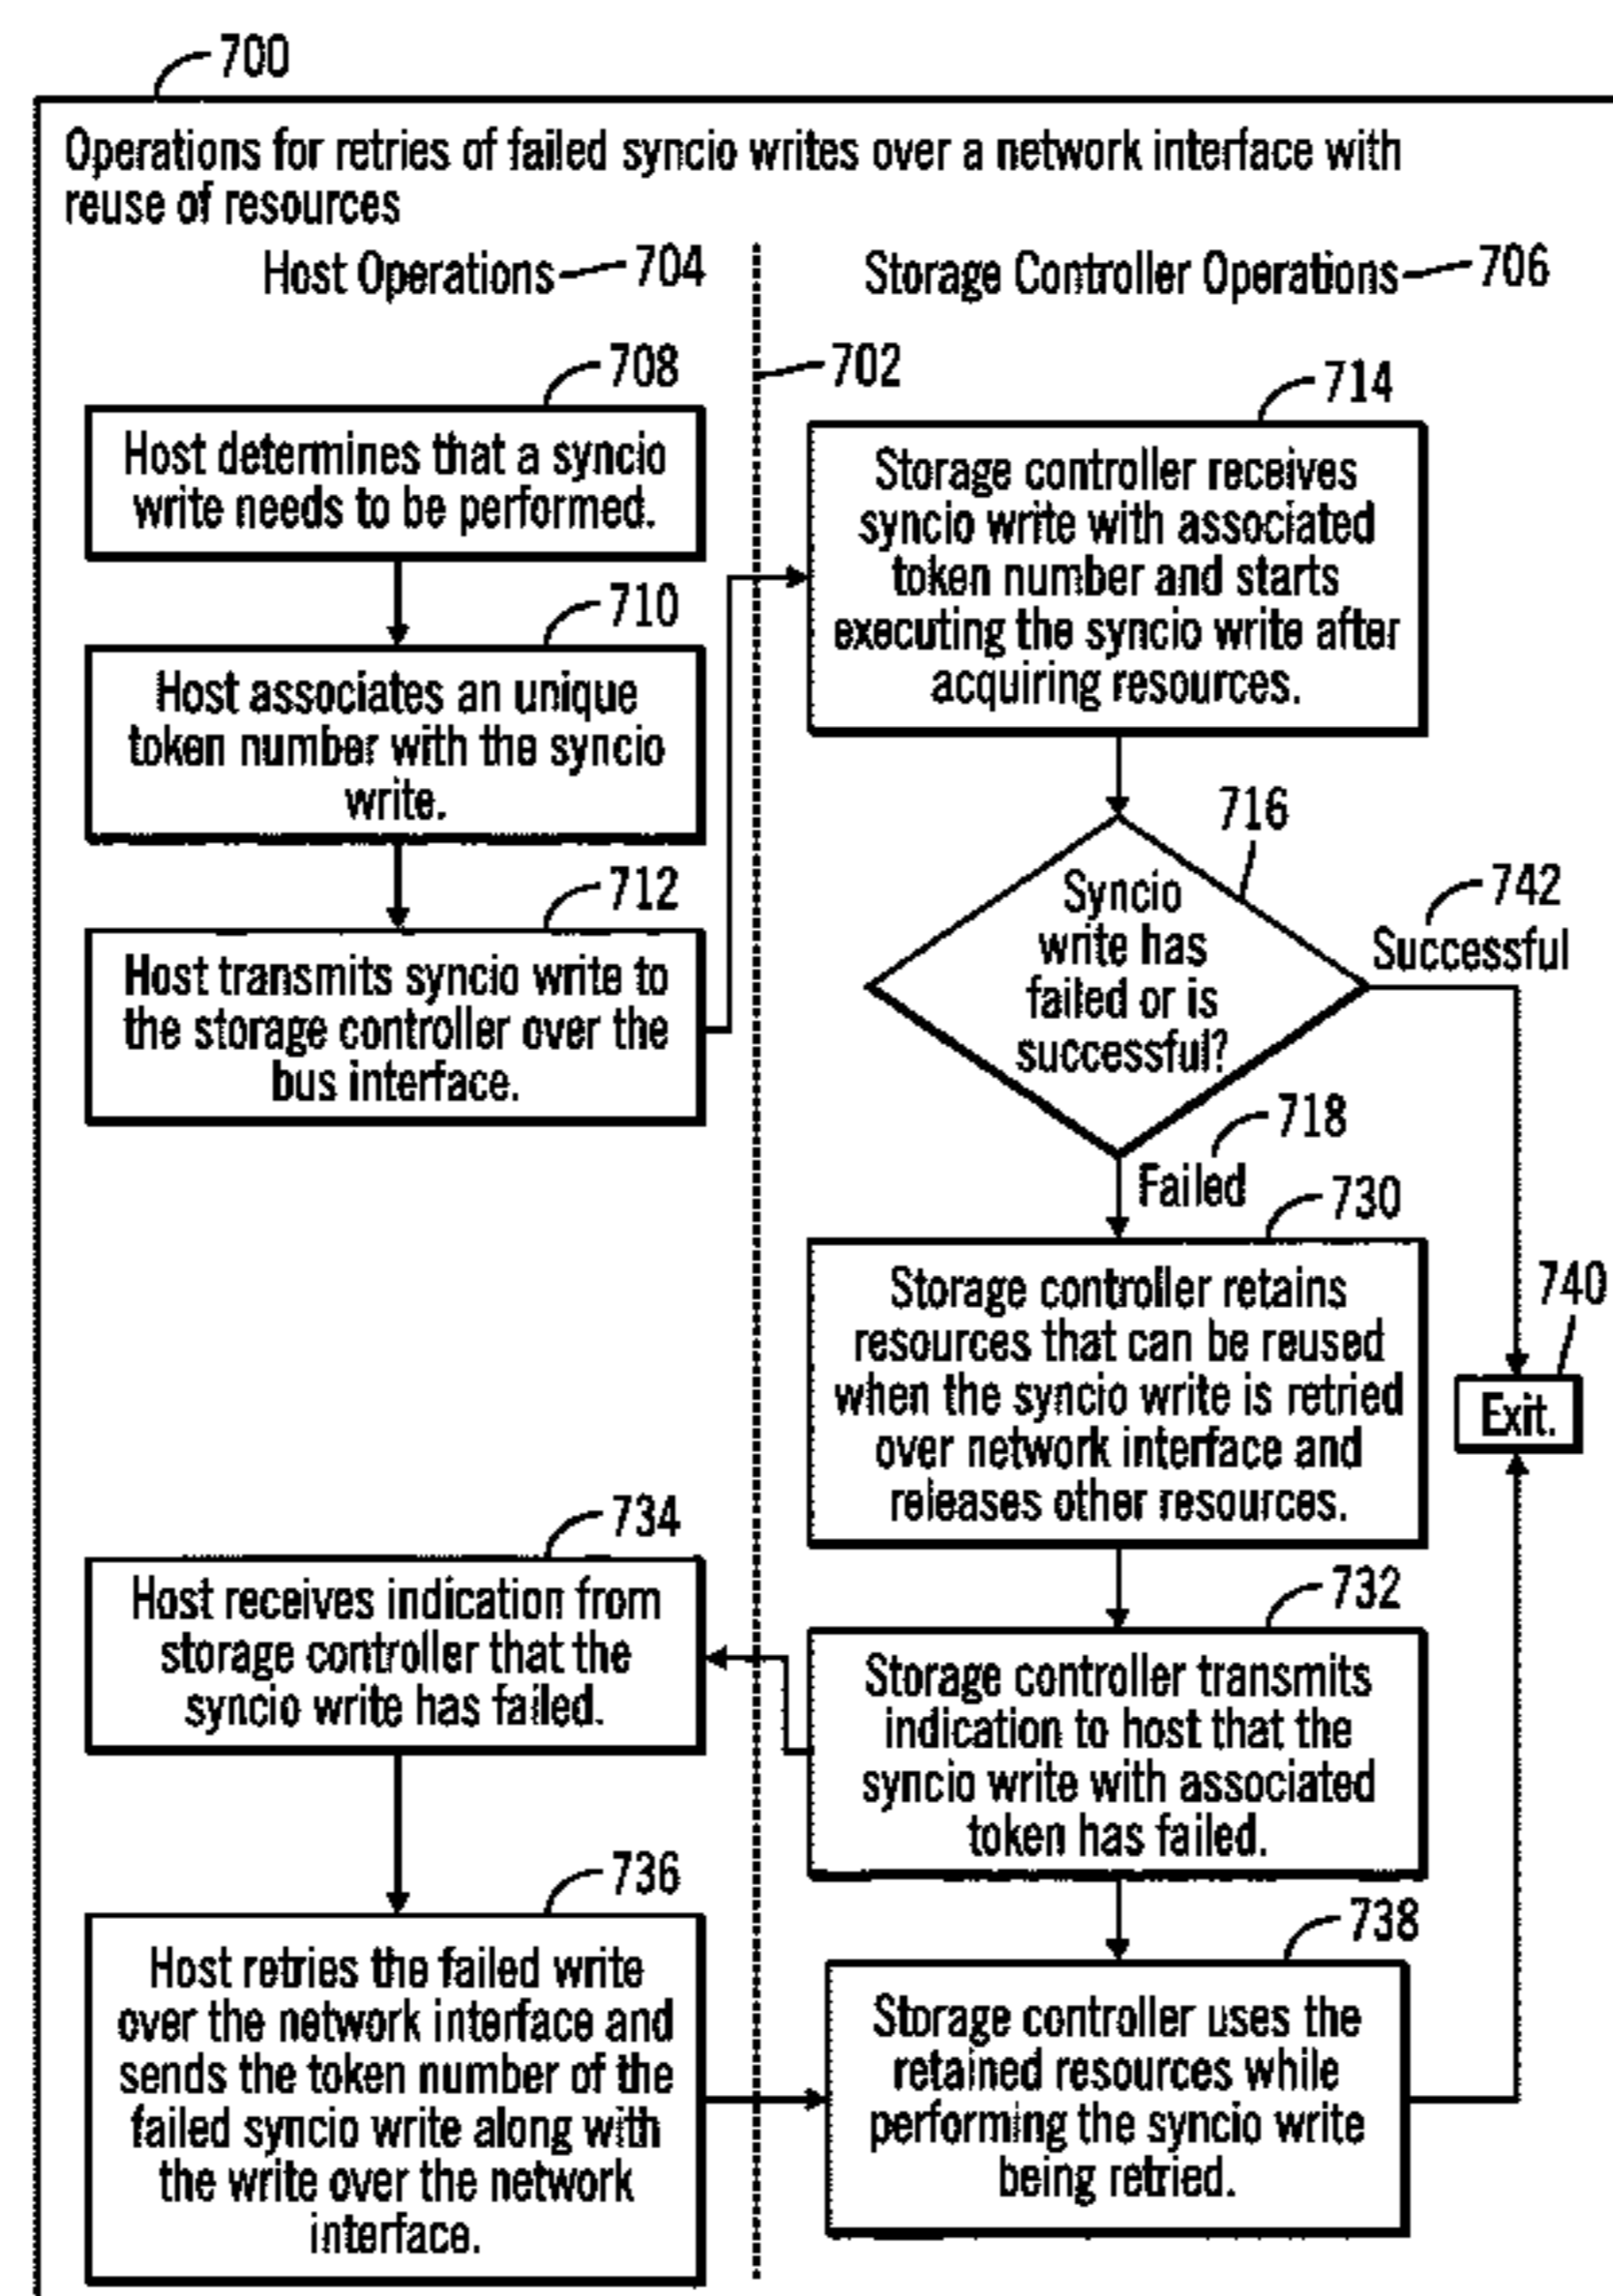 700
Operations for retries of failed syncio writes over a network interface with
reuse of resources
Host Operations 704
Storage Controller Operations 706
702
708
Host determines that a syncio
write needs to be performed.
710
Host associates an unique
token number with the syncio
write.
712
Host transmits syncio write to
the storage controller over the
bus interface.
714
Storage controller receives
syncio write with associated
token number and starts
executing the syncio write after
acquiring resources.
716
Syncio
write has
failed or is
successful?
742
Successful
718
Failed
730
Storage controller retains
resources that can be reused
when the syncio write is retried
over network interface and
releases other resources.
740
Exit.
732
Storage controller transmits
indication to host that the
syncio write with associated
token has failed.
734
Host receives indication from
storage controller that the
syncio write has failed.
736
Host retries the failed write
over the network interface and
sends the token number of the
failed syncio write along with
the write over the network
interface.
738
Storage controller uses the
retained resources while
performing the syncio write
being retried.